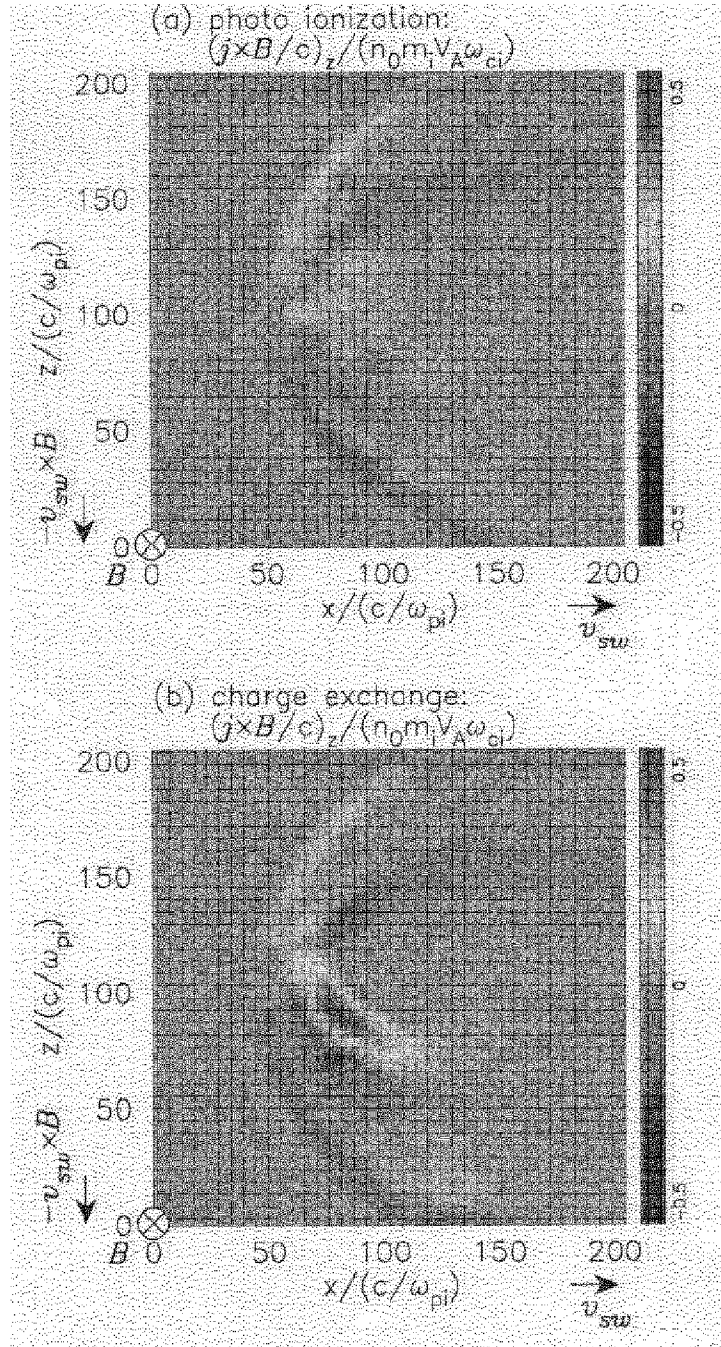 (a) photo ionization:
(j×B/c)z/(n0miVAωci)
200
150
100
50
0
z/(c/ωpi)
−vsw×B
B
0 50 100 150 200
x/(c/ωpi)
vsw
0.5
0
−0.5
(b) charge exchange:
(j×B/c)z/(n0miVAωci)
200
150
100
50
0
z/(c/ωpi)
−vsw×B
B
0 50 100 150 200
x/(c/ωpi)
vsw
0.5
0
−0.5